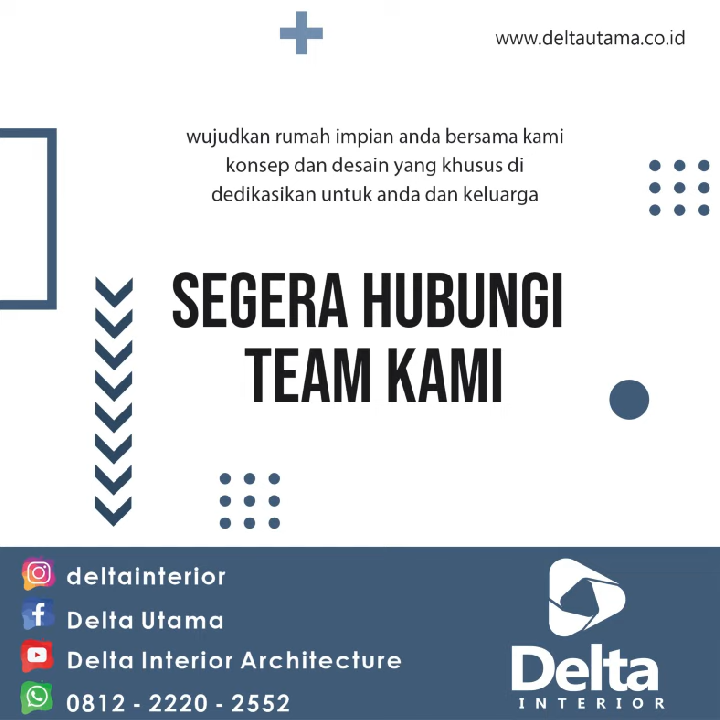 www.deltautama.co.id
wujudkan rumah impian anda bersama kami
konsep dan desain yang khusus di
dedikasikan untuk anda dan keluarga
SEGERA HUBUNGI
TEAM KAMI
deltainterior
Delta Utama
Delta Interior Architecture
0812 - 2220 - 2552
Delta
INTERIOR